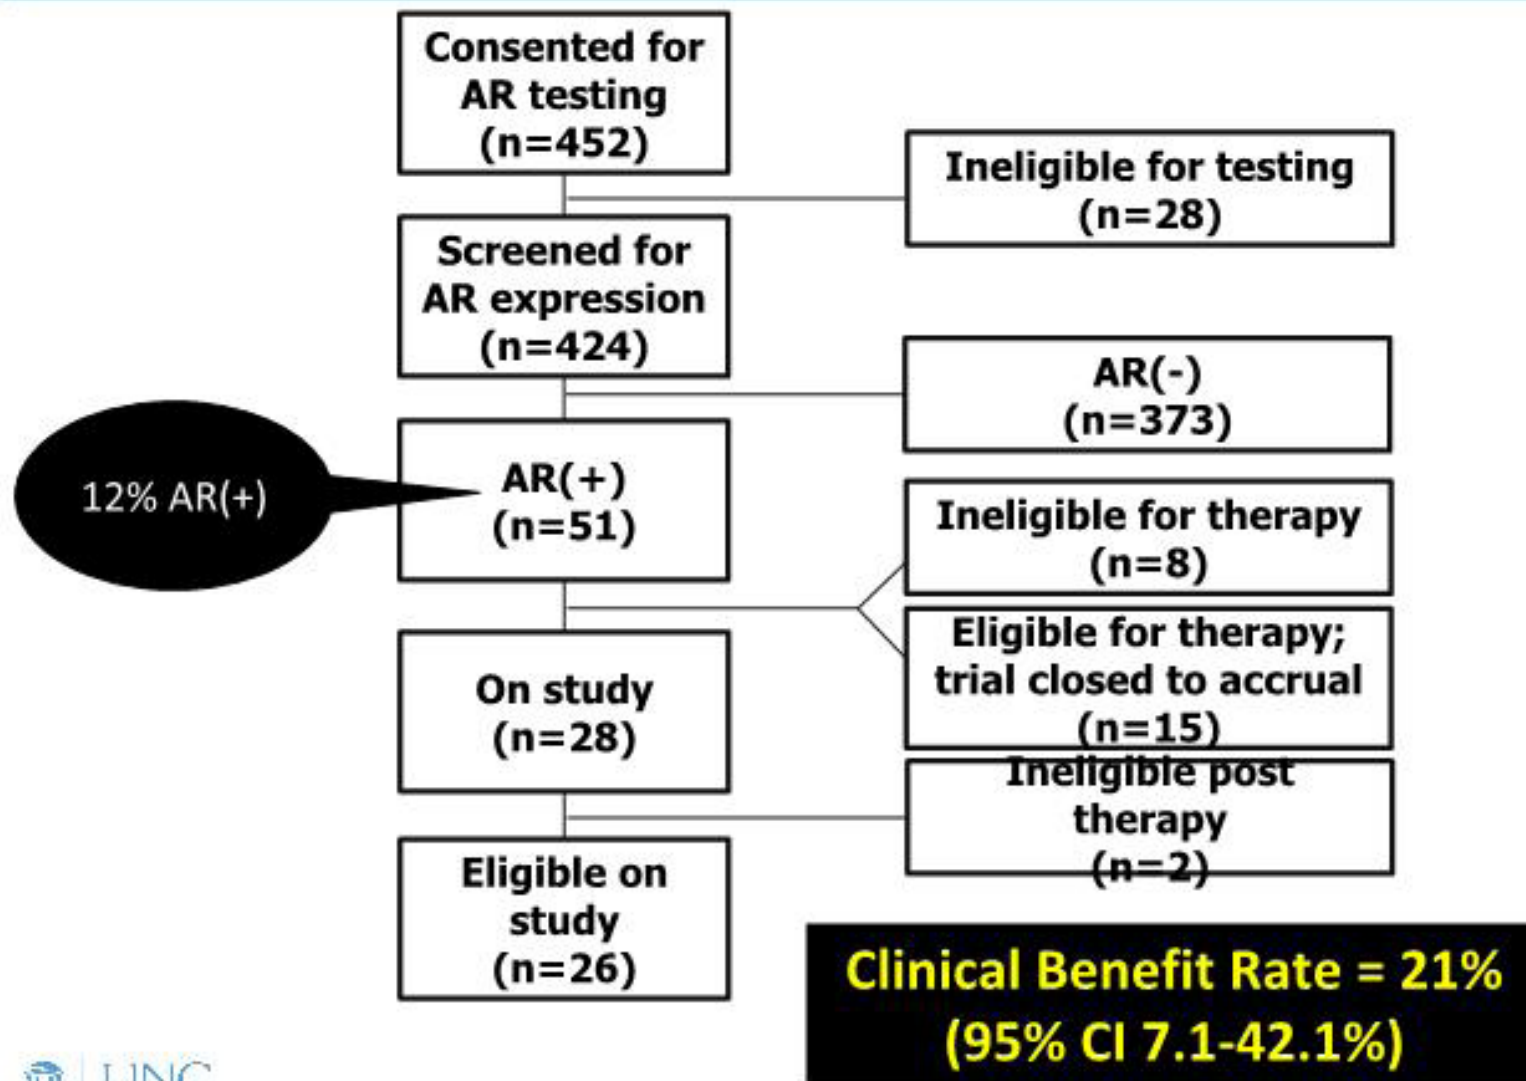 Consented for
AR testing
(n=452)
Ineligible for testing
(n=28)
Screened for
AR expression
(n=424)
AR(-)
(n=373)
12% AR(+)
AR(+)
(n=51)
Ineligible for therapy
(n=8)
Eligible for therapy;
trial closed to accrual
(n=15)
On study
(n=28)
Ineligible post
therapy
(n=2)
Eligible on
study
(n=26)
Clinical Benefit Rate = 21%
(95% CI 7.1-42.1%)
UNC